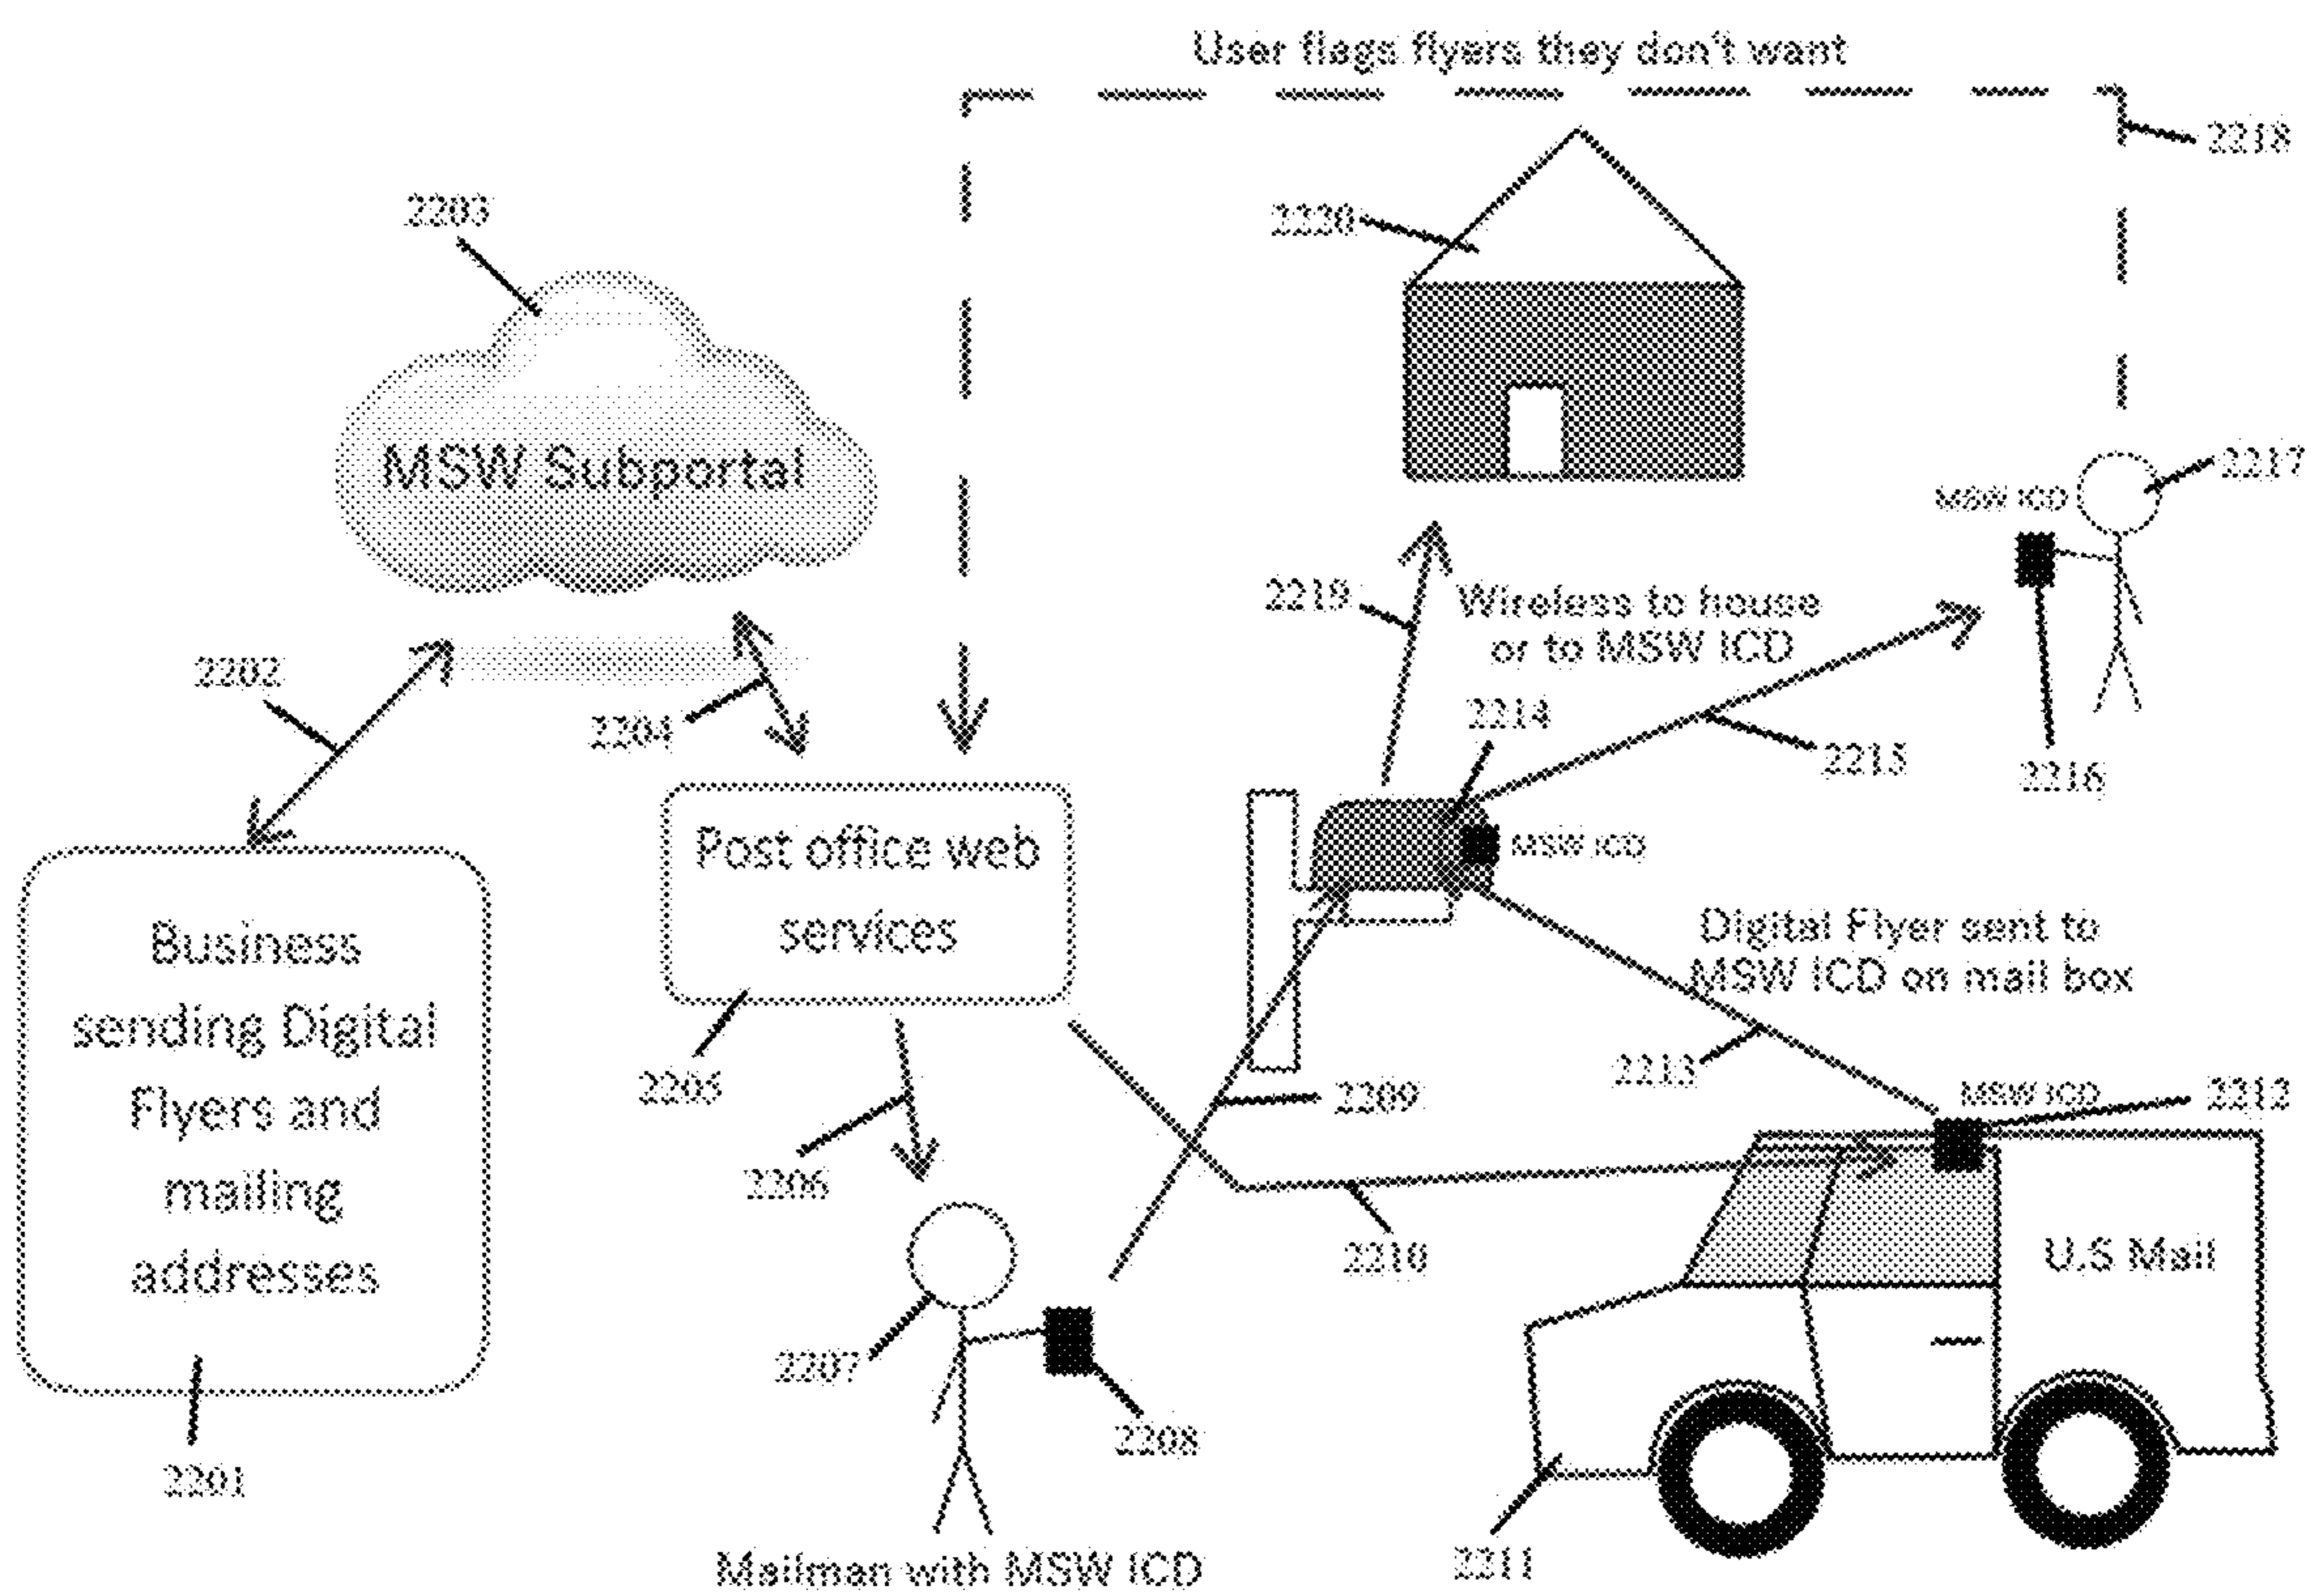 User flags flyers they don't want
2218
2203
2220
MSW Subportal
2217
MSW ICD
2219
Wireless to house
or to MSW ICD
2202
2204
2214
2215
2216
Post office web
services
MSW ICD
Business
sending Digital
Flyers and
mailing
addresses
Digital Flyer sent to
MSW ICD on mail box
2205
2213
2209
MSW ICD
2212
2206
2210
U.S Mail
2207
2208
2201
Mailman with MSW ICD
2211